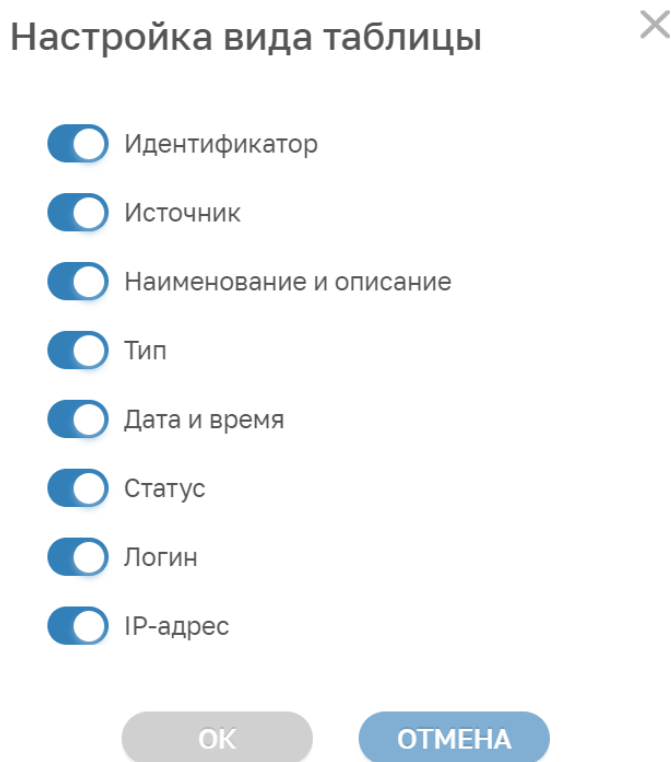 Настройка вида таблицы
Идентификатор
Источник
Наименование и описание
Тип
Дата и время
Статус
Логин
IP-адрес
ОК
ОТМЕНА